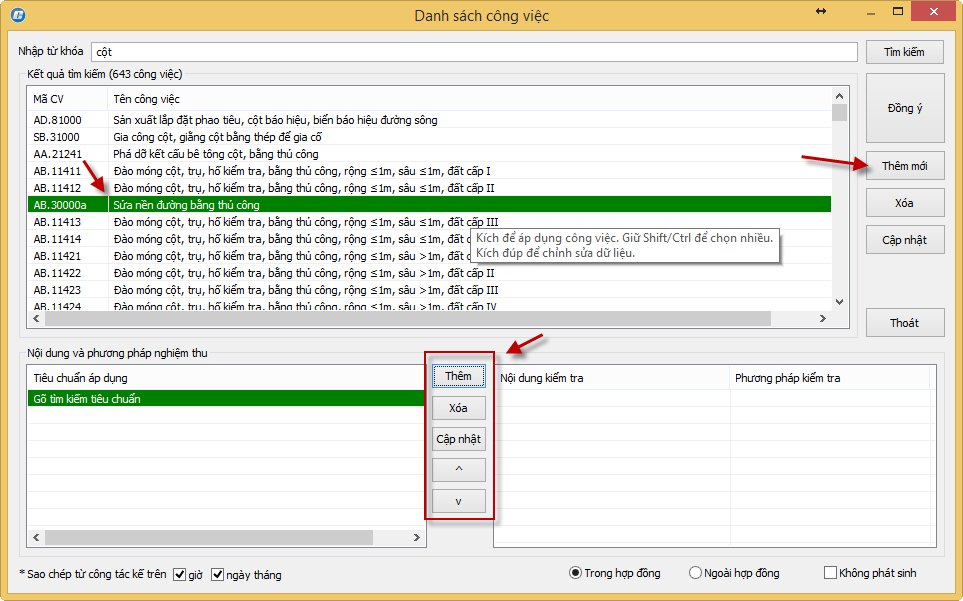 Danh sách công việc
Nhập từ khóa
cột
Tìm kiếm
Kết quả tìm kiếm (643 công việc)
Mã CV Tên công việc
AD.81000 Sản xuất lắp đặt phao tiêu, cột báo hiệu, biển báo hiệu đường sông
SB.31000 Gia công cột, giằng cột bằng thép để gia cố
AA.21241 Phá dỡ kết cấu bê tông cột, bằng thủ công
AB.11411 Đào móng cột, trụ, hố kiểm tra, bằng thủ công, rộng ≤1m, sâu ≤1m, đất cấp I
AB.11412 Đào móng cột, trụ, hố kiểm tra, bằng thủ công, rộng ≤1m, sâu ≤1m, đất cấp II
AB.30000a Sửa nền đường bằng thủ công
AB.11413 Đào móng cột, trụ, hố kiểm tra, bằng thủ công, rộng ≤1m, sâu ≤1m, đất cấp III
AB.11414 Đào móng cột, trụ, hố kiểm tra, bằng thủ công, rộng ≤1m, sâu ≤1m, đất c
AB.11421 Đào móng cột, trụ, hố kiểm tra, bằng thủ công, rộng ≤1m, sâu >1m, đất c
AB.11422 Đào móng cột, trụ, hố kiểm tra, bằng thủ công, rộng ≤1m, sâu >1m, đất cấp II
AB.11423 Đào móng cột, trụ, hố kiểm tra, bằng thủ công, rộng ≤1m, sâu >1m, đất cấp III
AB.11424 Đào móng cột, trụ, hố kiểm tra, bằng thủ công, rộng ≤1m, sâu >1m, đất cấp IV
Kích để áp dụng công việc. Giữ Shift/Ctrl để chọn nhiều.
Kích đúp để chỉnh sửa dữ liệu.
Đồng ý
Thêm mới
Xóa
Cập nhật
Thoát
Nội dung và phương pháp nghiệm thu
Tiêu chuẩn áp dụng
Gõ tìm kiếm tiêu chuẩn
Thêm
Xóa
Cập nhật
^
v
Nội dung kiểm tra Phương pháp kiểm tra
* Sao chép từ công tác kế trên giờ ngày tháng
Trong hợp đồng Ngoài hợp đồng Không phát sinh